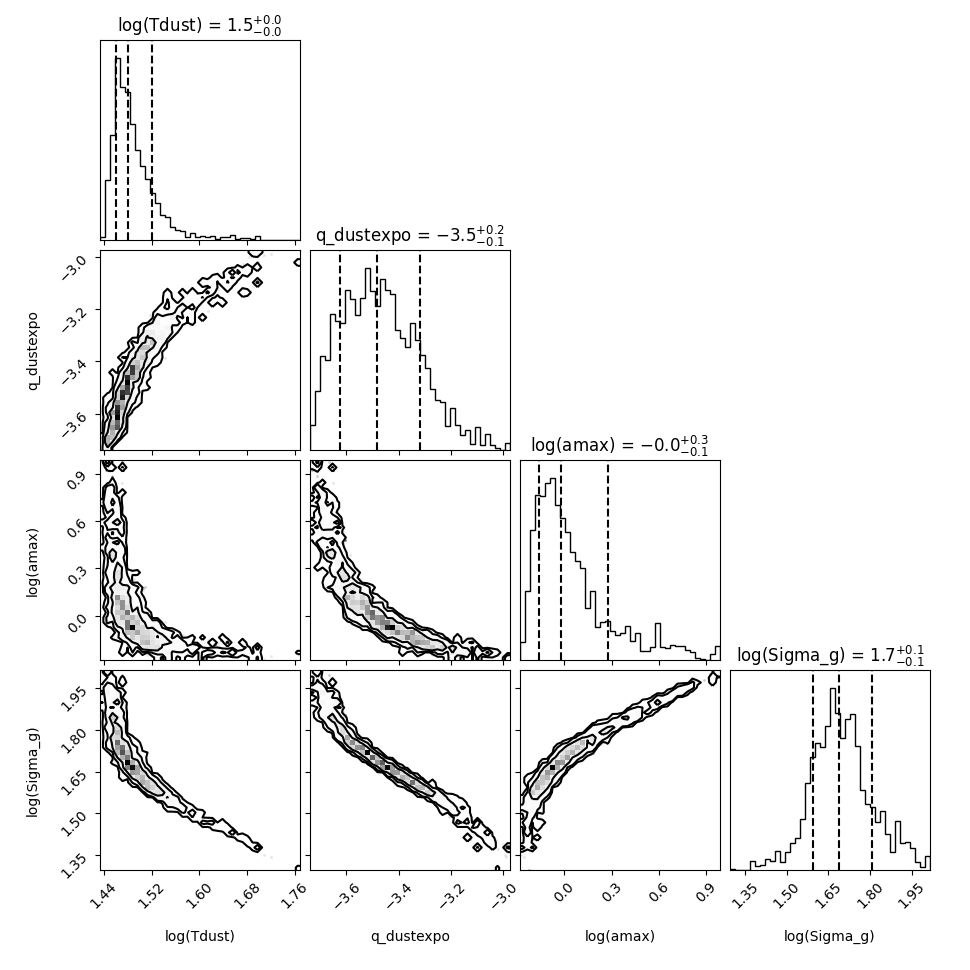 log(Tdust) = 1.5^{+0.0}_{−0.0}
q_dustexpo = −3.5^{+0.2}_{−0.1}
−3.0
−3.2
−3.4
−3.6
q_dustexpo
log(amax) = −0.0^{+0.3}_{−0.1}
0.9
0.6
0.3
0.0
log(amax)
log(Sigma_g) = 1.7^{+0.1}_{−0.1}
1.95
1.80
1.65
1.50
1.35
log(Sigma_g)
1.44 1.52 1.60 1.68 1.76
−3.6 −3.4 −3.2 −3.0
0.0 0.3 0.6 0.9
1.35 1.50 1.65 1.80 1.95
log(Tdust)
q_dustexpo
log(amax)
log(Sigma_g)